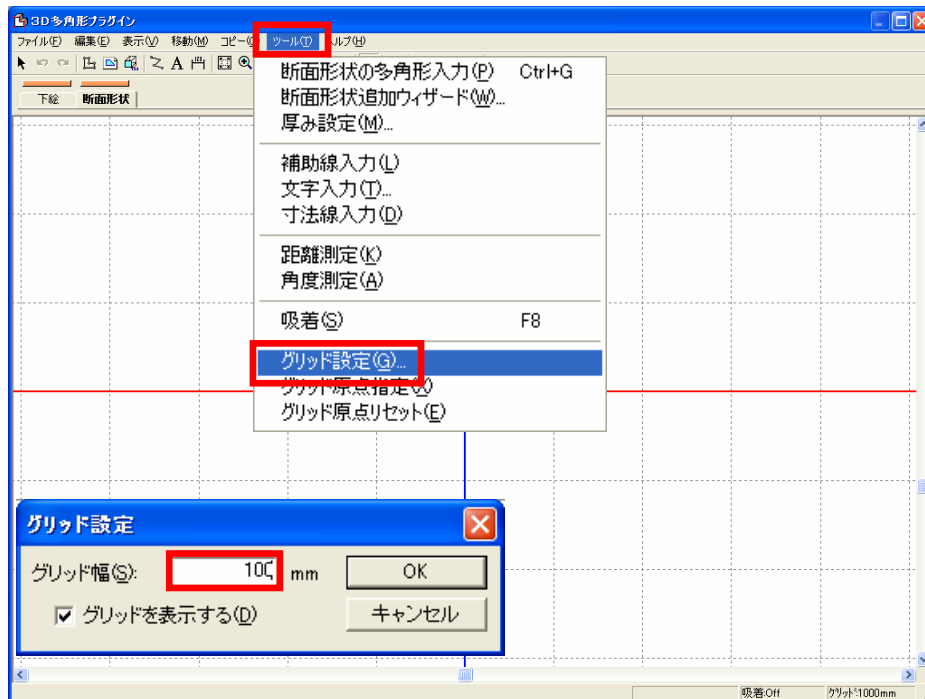 3D多角形プラグイン
ファイル(F) 編集(E) 表示(V) 移動(M) コピー(C ツール(T) ヘルプ(H)
下絵 断面形状
断面形状の多角形入力(P) Ctrl+G
断面形状追加ウィザード(W)...
厚み設定(M)...
補助線入力(L)
文字入力(T)...
寸法線入力(D)
距離測定(K)
角度測定(A)
吸着(S) F8
グリッド設定(G)...
グリッド原点指定(X)
グリッド原点リセット(E)
グリッド設定
グリッド幅(S): 100 mm OK
グリッドを表示する(D) キャンセル
吸着:Off グリッド:1000mm